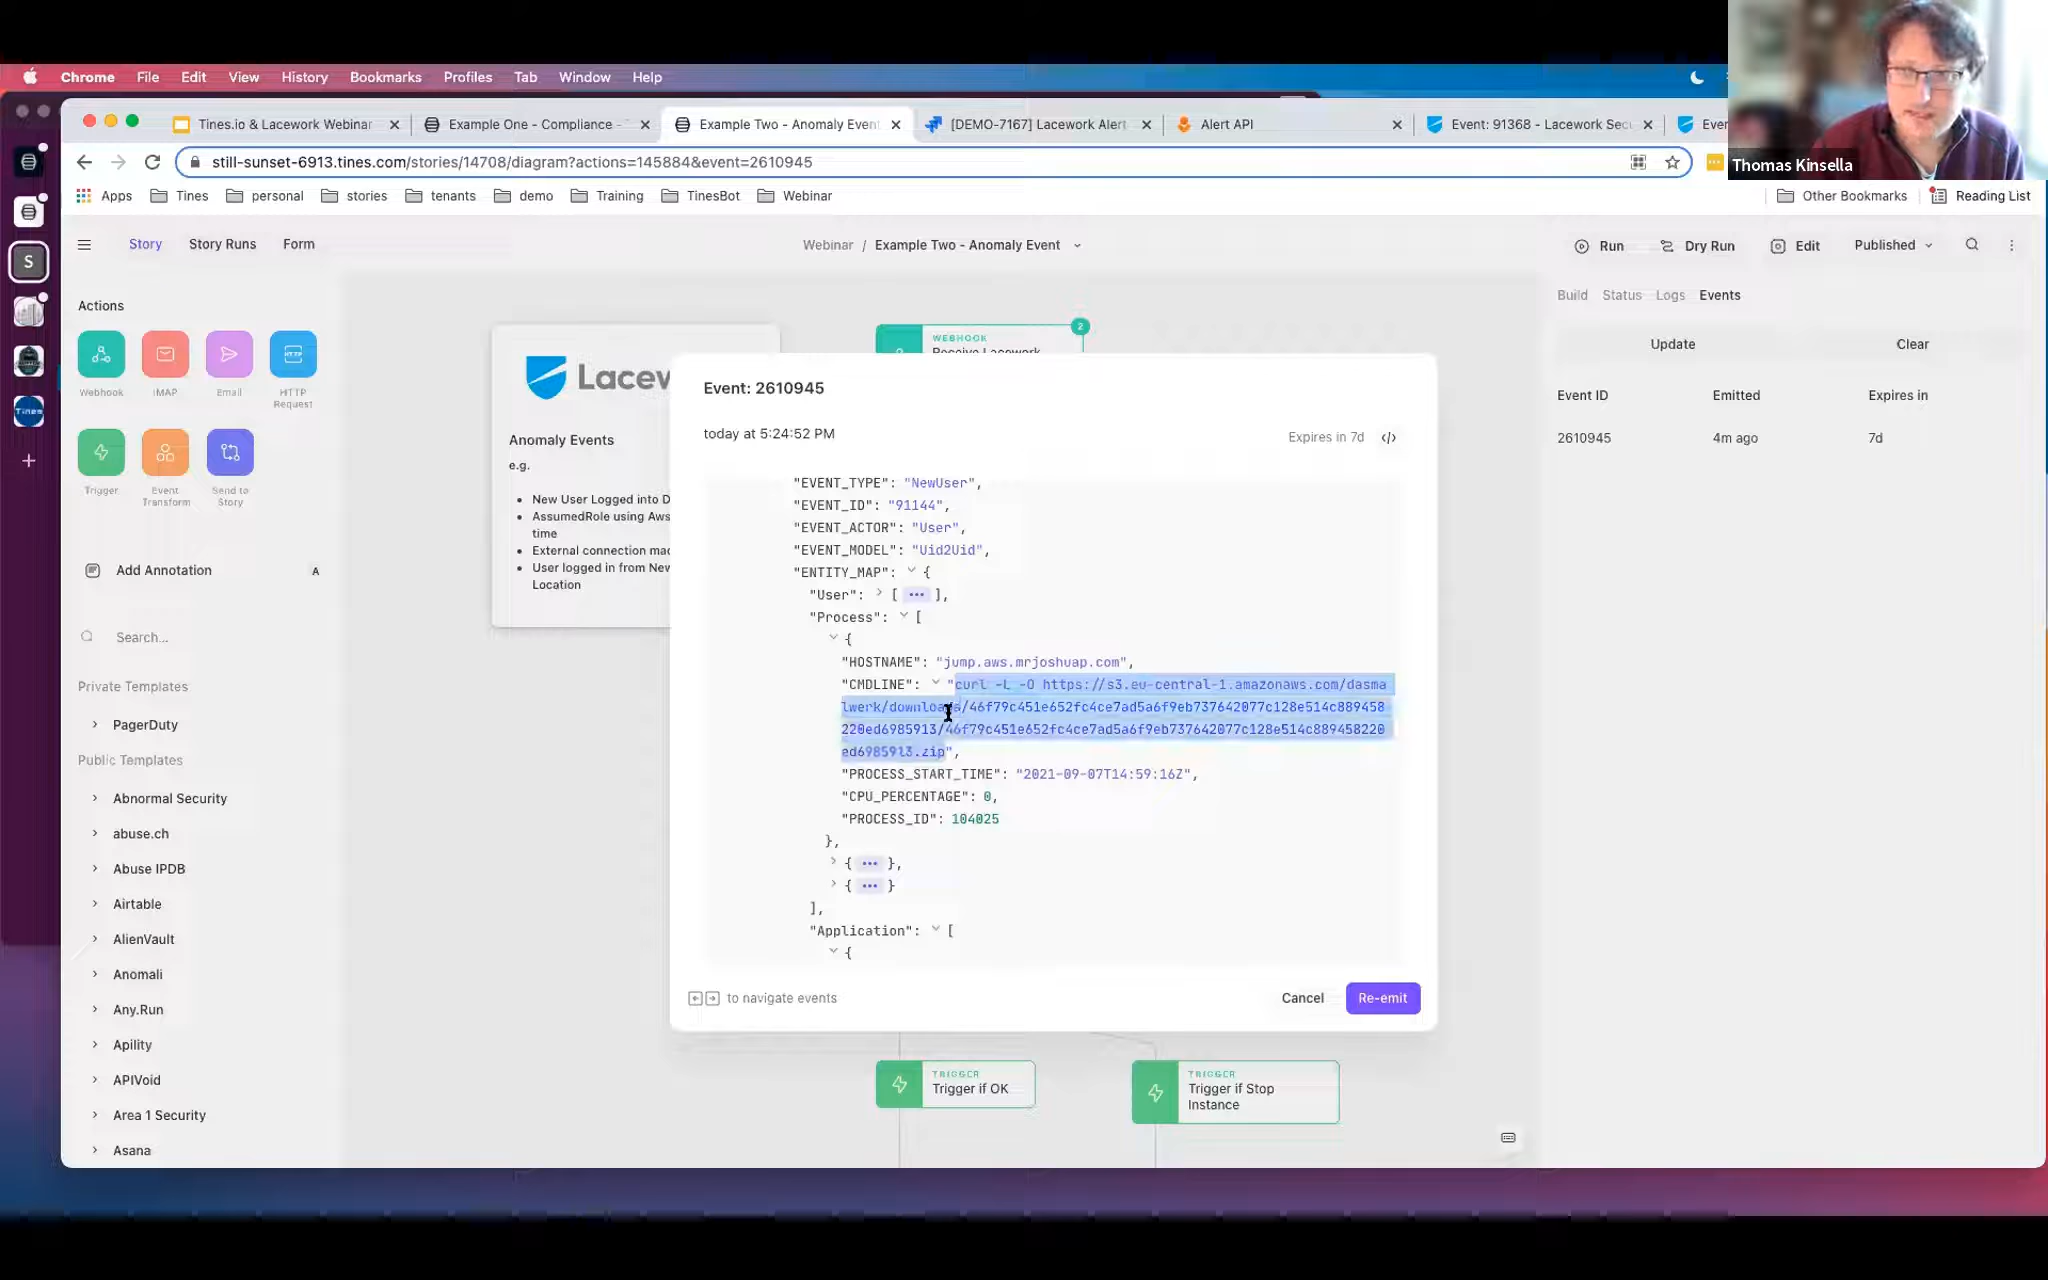 Chrome File Edit View History Bookmarks Profiles Tab Window Help
Thomas Kinsella
Tines.io & Lacework Webinar
Example One - Compliance -
Example Two - Anomaly Event
[DEMO-7167] Lacework Alert
Alert API
Event: 91368 - Lacework Sec
Even
still-sunset-6913.tines.com/stories/14708/diagram?actions=145884&event=2610945
Apps Tines personal stories tenants demo Training TinesBot Webinar Other Bookmarks Reading List
S
Tines
Story Story Runs Form
Webinar / Example Two - Anomaly Event
Run Dry Run Edit Published
Actions
Webhook IMAP Email HTTP
Request
Trigger Event Send to
Transform Story
Add Annotation A
Search...
Private Templates
PagerDuty
Public Templates
Abnormal Security
abuse.ch
Abuse IPDB
Airtable
AlienVault
Anomali
Any.Run
Apility
APIVoid
Area 1 Security
Asana
Lacew
Anomaly Events
e.g.
New User Logged into D
AssumedRole using Aws
time
External connection mad
User logged in from New
Location
WEBHOOK
Receive Lacework
2
Event: 2610945
today at 5:24:52 PM
Expires in 7d </>
"EVENT_TYPE": "NewUser",
"EVENT_ID": "91144",
"EVENT_ACTOR": "User",
"EVENT_MODEL": "Uid2Uid",
"ENTITY_MAP": {
"User": [ ••• ],
"Process": [
{
"HOSTNAME": "jump.aws.mrjoshuap.com",
"CMDLINE": "curl -L -O https://s3.eu-central-1.amazonaws.com/dasma
lwerk/downloads/46f79c451e652fc4ce7ad5a6f9eb737642077c128e514c889458
220ed6985913/46f79c451e652fc4ce7ad5a6f9eb737642077c128e514c889458220
ed6985913.zip",
"PROCESS_START_TIME": "2021-09-07T14:59:16Z",
"CPU_PERCENTAGE": 0,
"PROCESS_ID": 104025
},
{ ••• },
{ ••• }
],
"Application": [
{
to navigate events
Cancel Re-emit
TRIGGER
Trigger if OK
TRIGGER
Trigger if Stop
Instance
Build Status Logs Events
Update Clear
Event ID Emitted Expires in
2610945 4m ago 7d